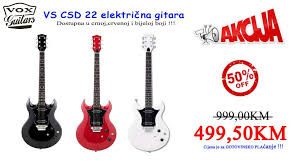 VOX
Guitars
VS CSD 22 električna gitara
Dostupna u crnoj,crvenoj i bijeloj boji !!!
AKCIJA
50%
OFF
999,00KM
499,50KM
Cijena je za GOTOVINSKO PLAĆANJE !!!